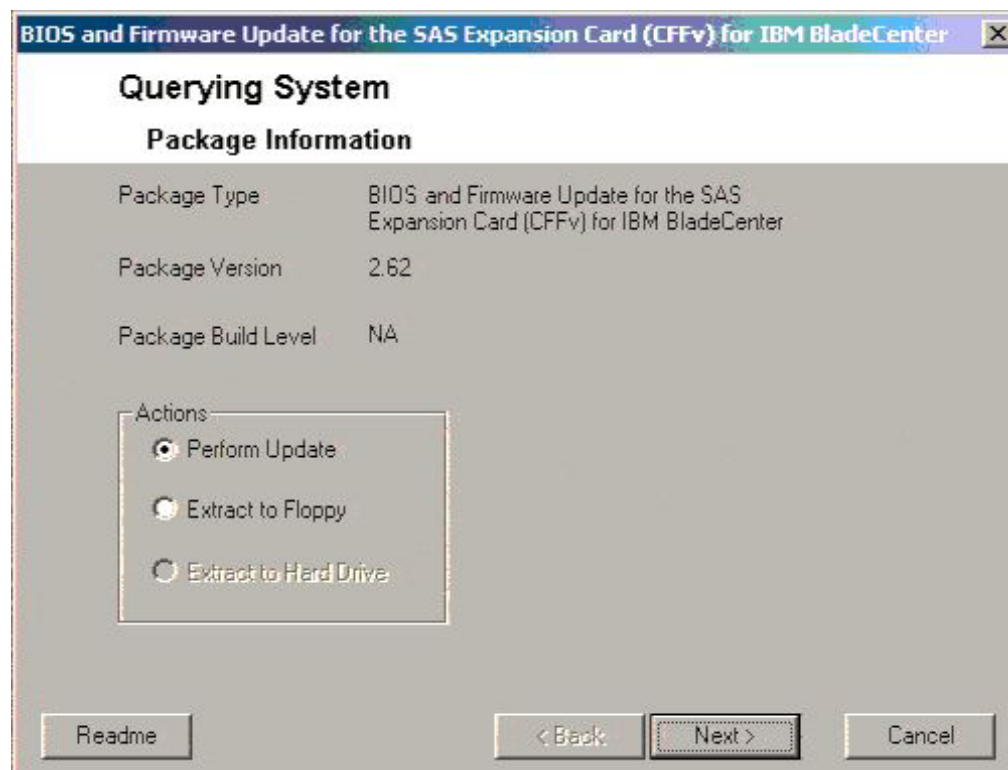 BIOS and Firmware Update for the SAS Expansion Card (CFFv) for IBM BladeCenter
Querying System
Package Information
Package Type BIOS and Firmware Update for the SAS
Expansion Card (CFFv) for IBM BladeCenter
Package Version 2.62
Package Build Level NA
Actions
Perform Update
Extract to Floppy
Extract to Hard Drive
Readme < Back Next > Cancel